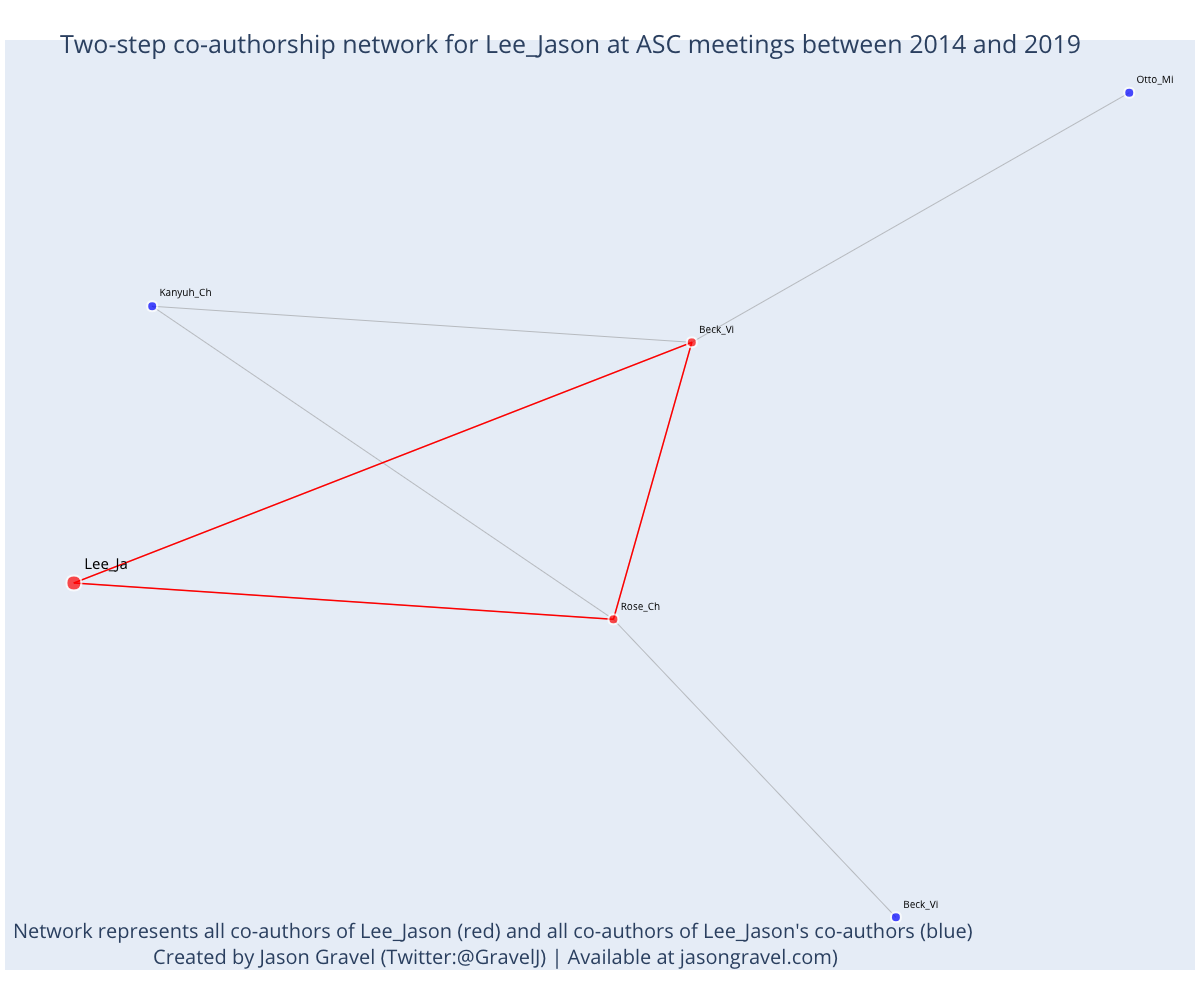 Two-step co-authorship network for Lee_Jason at ASC meetings between 2014 and 2019
Otto_Mi
Kanyuh_Ch
Beck_Vi
Lee_Ja
Rose_Ch
Beck_Vi
Network represents all co-authors of Lee_Jason (red) and all co-authors of Lee_Jason's co-authors (blue)
Created by Jason Gravel (Twitter:@GravelJ) | Available at jasongravel.com)